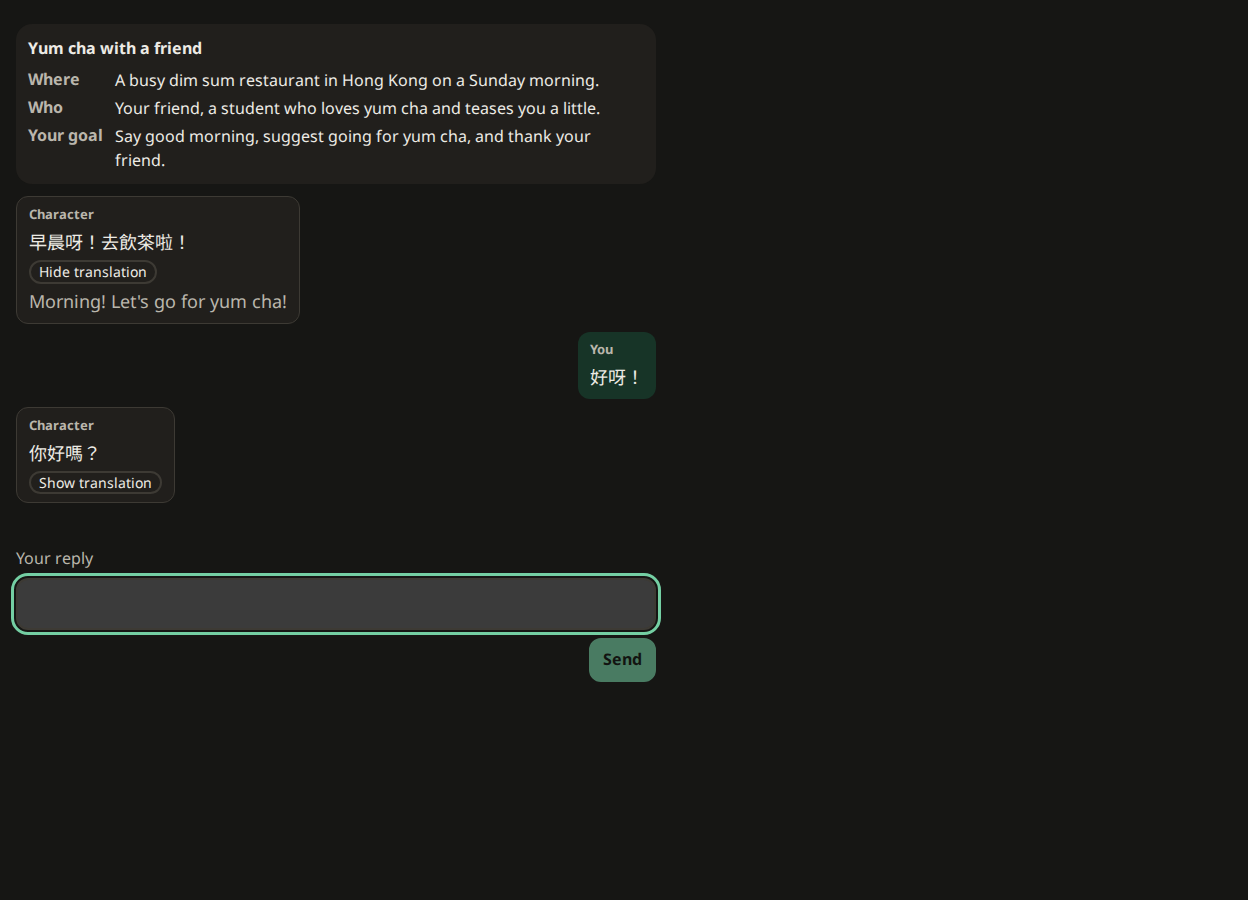 Yum cha with a friend
Where A busy dim sum restaurant in Hong Kong on a Sunday morning.
Who Your friend, a student who loves yum cha and teases you a little.
Your goal Say good morning, suggest going for yum cha, and thank your
friend.
Character
早晨呀！去飲茶啦！
Hide translation
Morning! Let's go for yum cha!
You
好呀！
Character
你好嗎？
Show translation
Your reply
Send